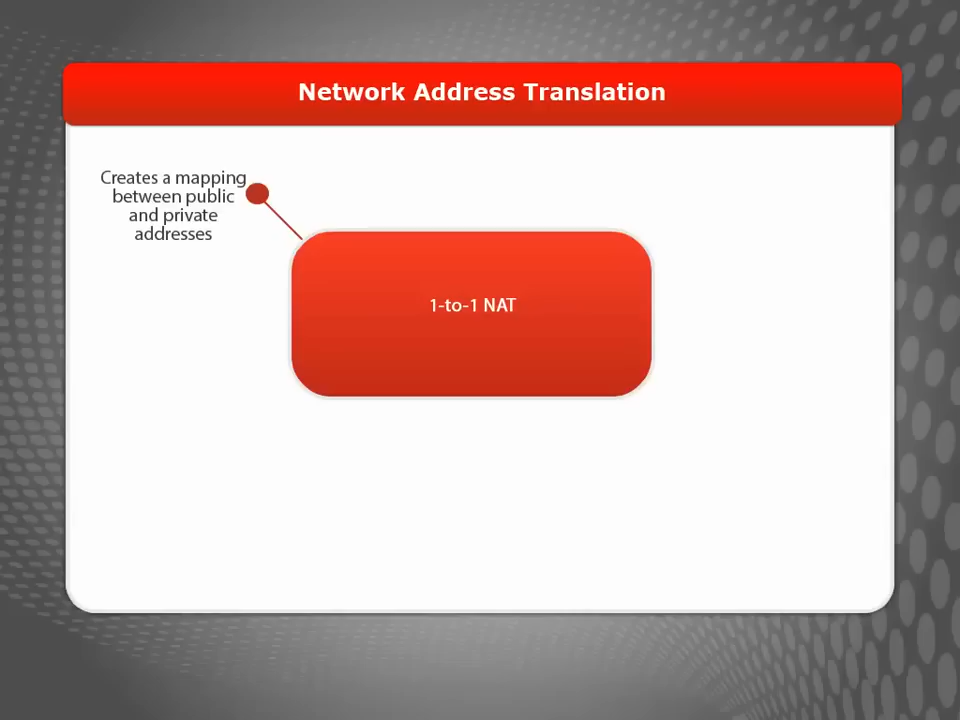 Network Address Translation
Creates a mapping
between public
and private
addresses
1-to-1 NAT